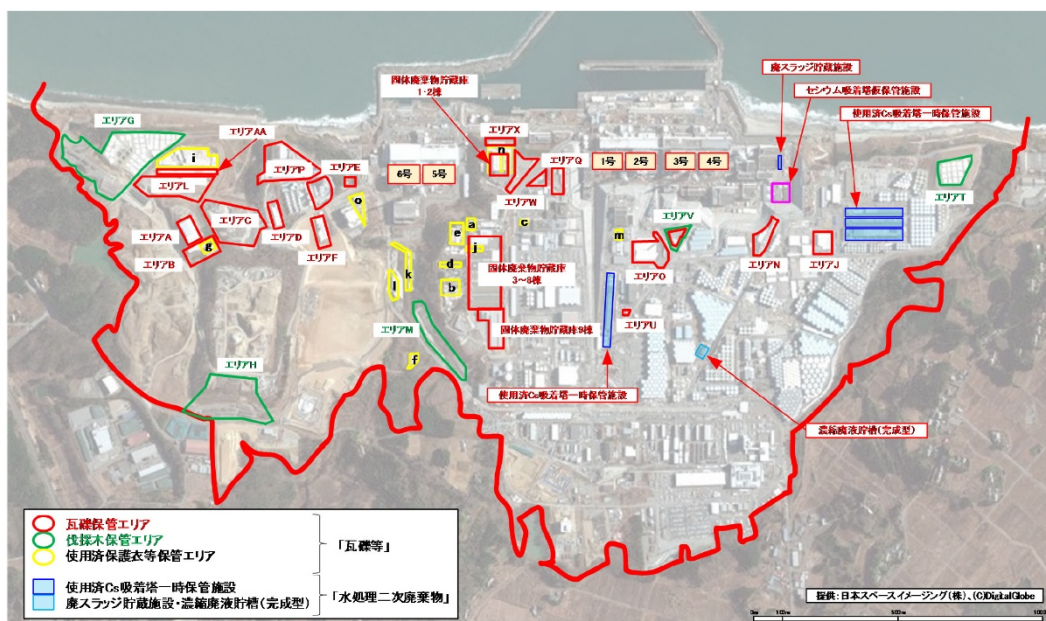 固体廃棄物貯蔵庫
1・2棟
廃スラッジ貯蔵施設
セシウム吸着塔仮保管施設
使用済Cs吸着塔一時保管施設
エリアG
エリアAA
エリアX
エリアP
エリアE
i
n
エリアQ
1号
2号
3号
4号
6号
5号
エリアL
エリアT
o
エリアW
エリアC
a
c
エリアV
エリアA
e
m
g
j
エリアD
エリアB
エリアF
d
固体廃棄物貯蔵庫
3～8棟
エリアO
エリアN
エリアJ
k
l
b
エリアM
固体廃棄物貯蔵庫9棟
エリアU
f
エリアH
使用済Cs吸着塔一時保管施設
濃縮廃液貯槽(完成型)
瓦礫保管エリア
伐採木保管エリア
使用済保護衣等保管エリア
「瓦礫等」
使用済Cs吸着塔一時保管施設
廃スラッジ貯蔵施設・濃縮廃液貯槽(完成型)
「水処理二次廃棄物」
提供:日本スペースイメージング(株)、(C)DigitalGlobe
0m
100m
500m